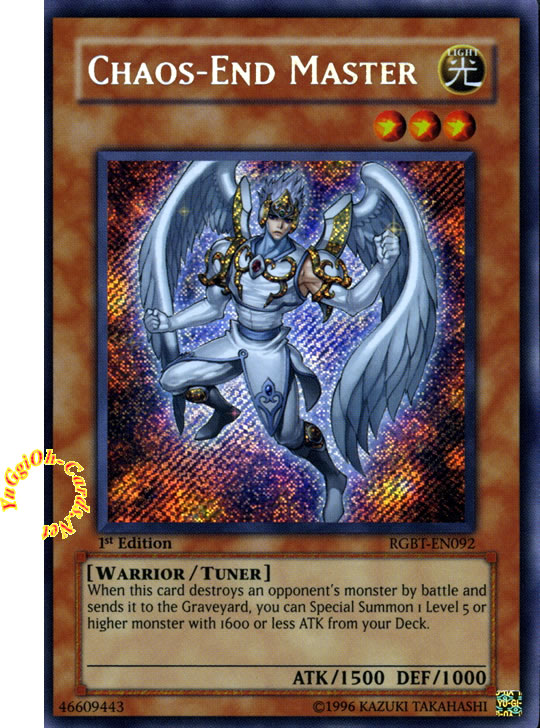 CHAOS-END MASTER
LIGHT
光
YuGgiOh-Cards.Net
1st Edition
RGBT-EN092
[WARRIOR / TUNER]
When this card destroys an opponent's monster by battle and
sends it to the Graveyard, you can Special Summon 1 Level 5 or
higher monster with 1600 or less ATK from your Deck.
ATK/1500 DEF/1000
46609443
©1996 KAZUKI TAKAHASHI